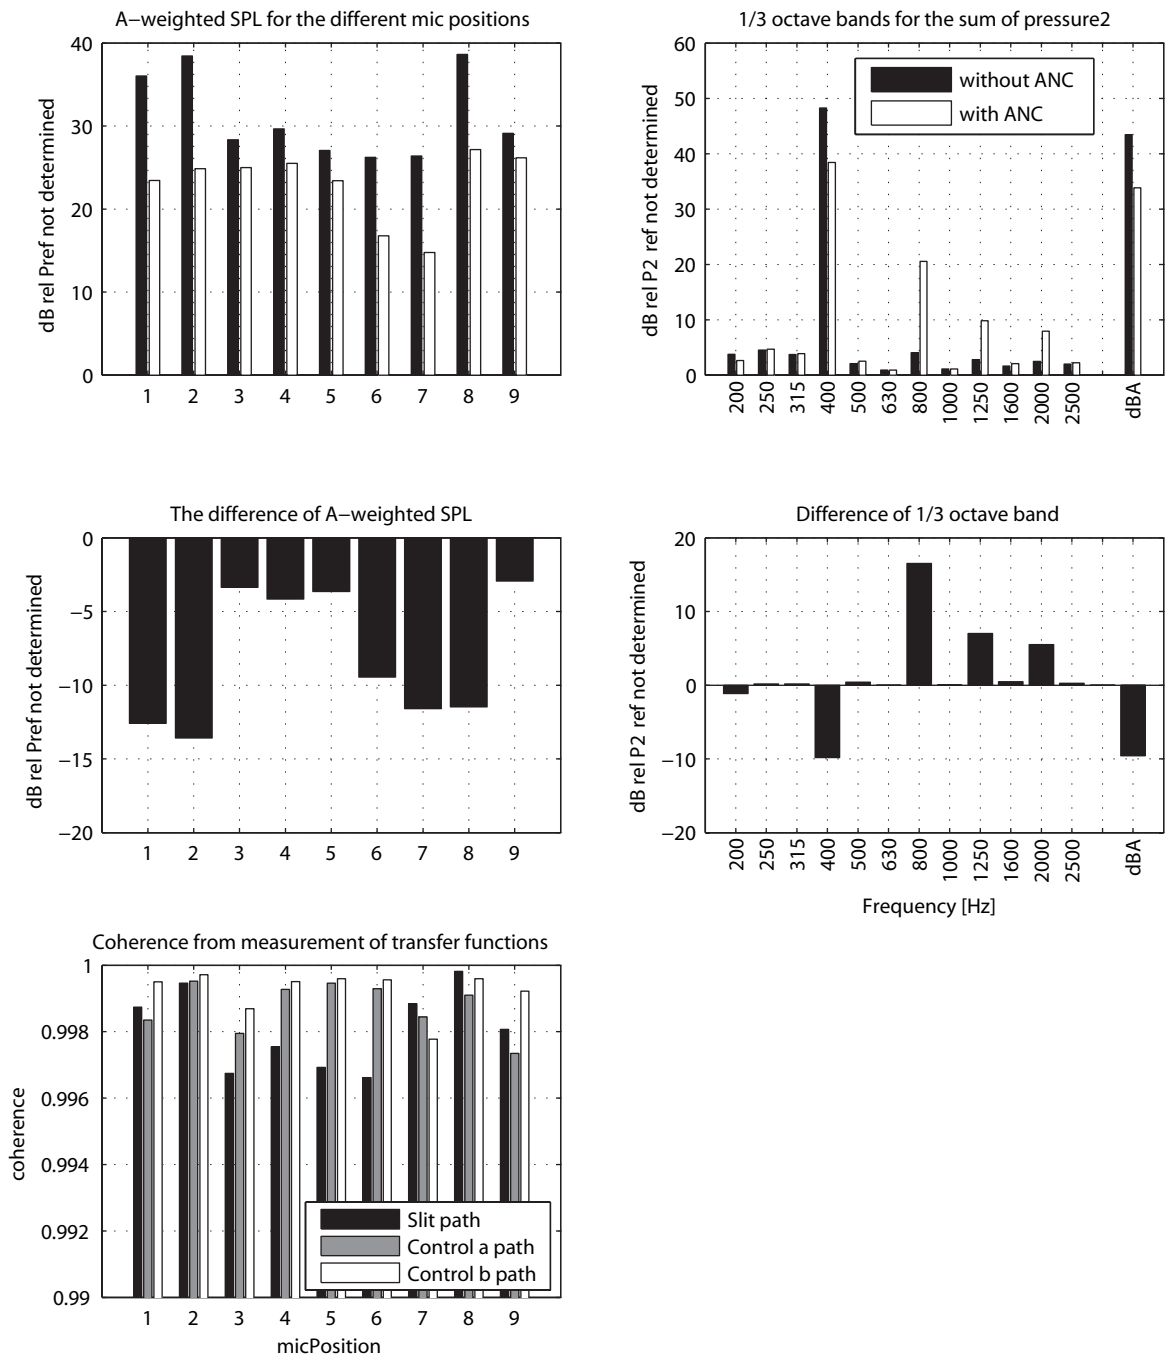 A−weighted SPL for the different mic positions
dB rel Pref not determined
40
30
20
10
0
1 2 3 4 5 6 7 8 9
1/3 octave bands for the sum of pressure2
dB rel P2 ref not determined
60
50
40
30
20
10
0
without ANC
with ANC
200 250 315 400 500 630 800 1000 1250 1600 2000 2500 dBA
The difference of A−weighted SPL
dB rel Pref not determined
0
−5
−10
−15
−20
1 2 3 4 5 6 7 8 9
Difference of 1/3 octave band
dB rel P2 ref not determined
20
10
0
−10
−20
200 250 315 400 500 630 800 1000 1250 1600 2000 2500 dBA
Frequency [Hz]
Coherence from measurement of transfer functions
coherence
1
0.998
0.996
0.994
0.992
0.99
Slit path
Control a path
Control b path
1 2 3 4 5 6 7 8 9
micPosition